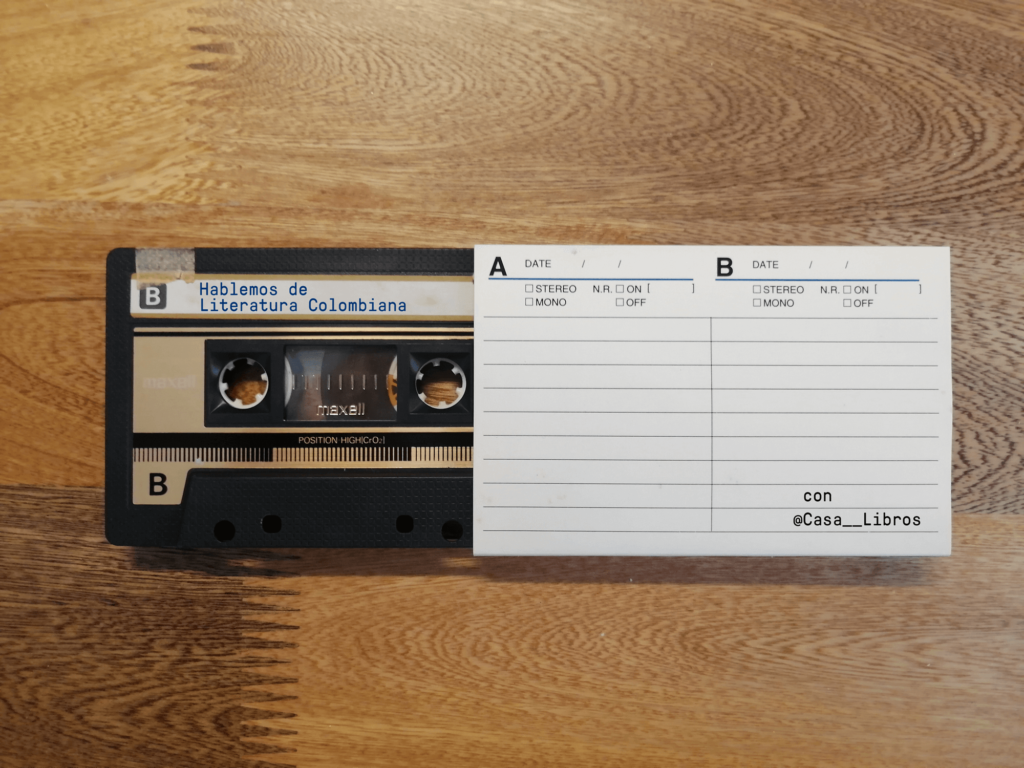 B
Hablemos de
Literatura Colombiana
maxell
maxell
POSITION·HIGH(CrO₂)
B
A DATE / /
☐ STEREO N.R. ☐ ON [ ]
☐ MONO ☐ OFF
B DATE / /
☐ STEREO N.R. ☐ ON [ ]
☐ MONO ☐ OFF
con
@Casa__Libros